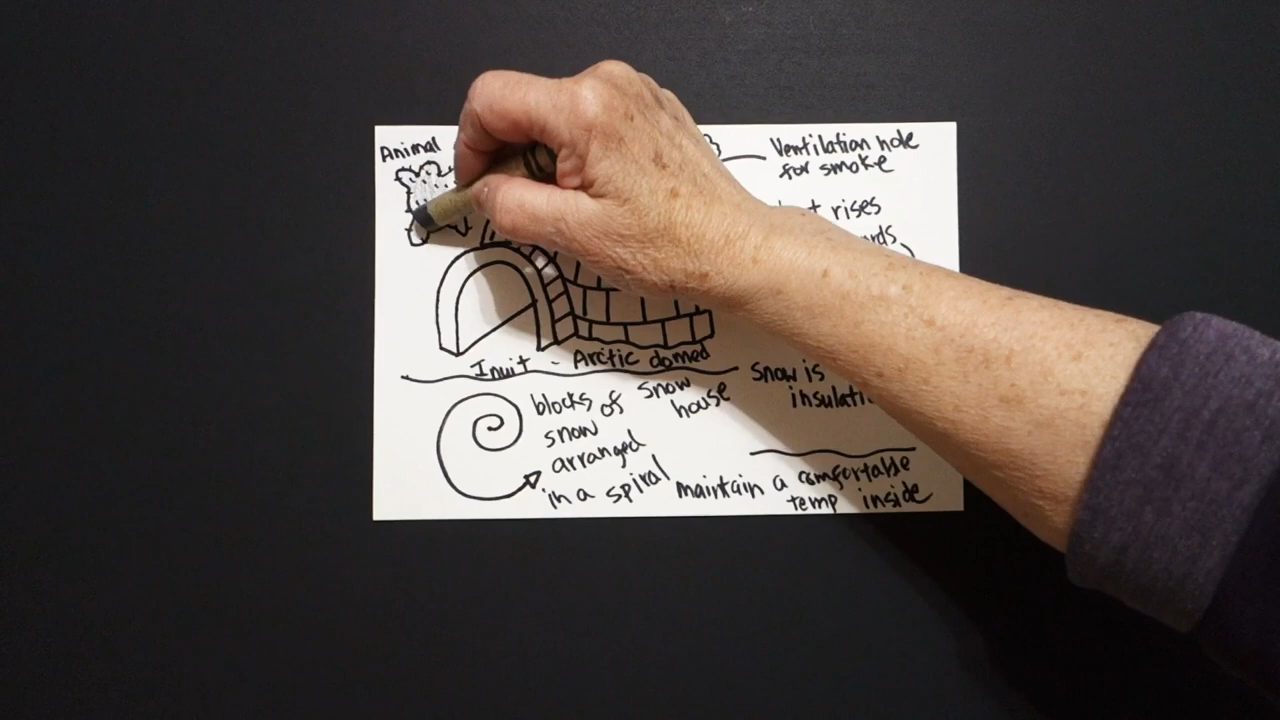 Animal
Ventilation hole
for smoke
rises
Inuit - Arctic domed
snow
house
blocks of
snow
arranged
in a spiral
Snow is
maintain a comfortable
temp inside